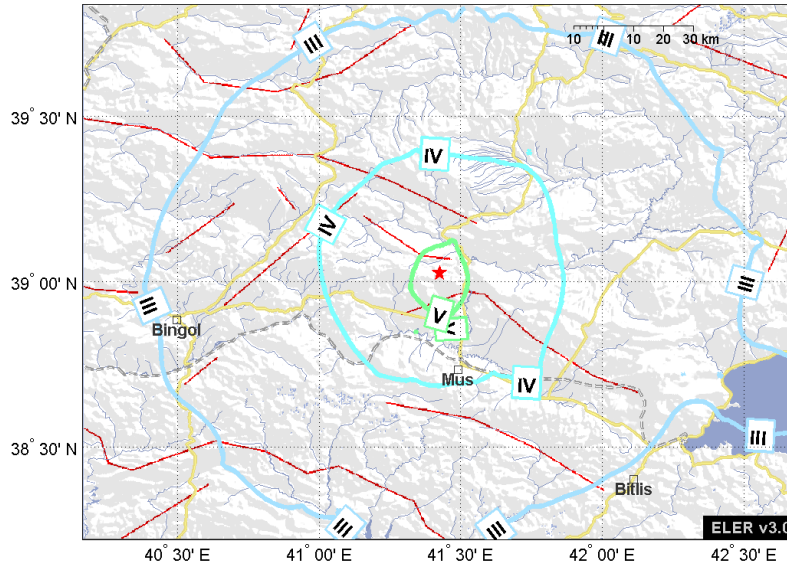 III
III
10 10 20 30 km
39° 30' N
IV
IV
39° 00' N
III
III
Bingol
V
Mus
IV
38° 30' N
III
Bitlis
III
III
ELER v3.0
40° 30' E
41° 00' E
41° 30' E
42° 00' E
42° 30' E